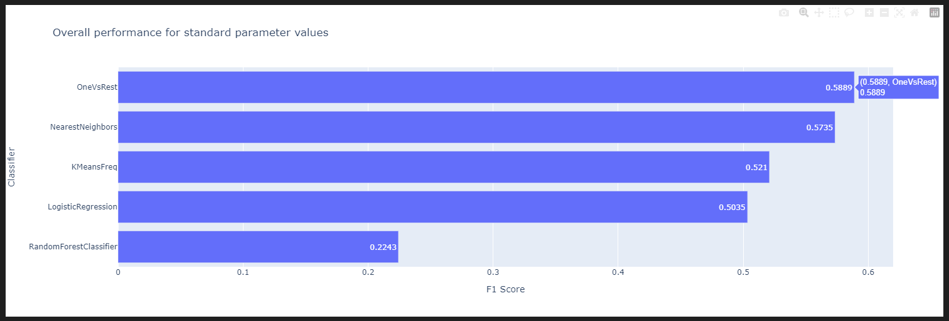 Overall performance for standard parameter values
Classifier
OneVsRest
0.5889
(0.5889, OneVsRest)
0.5889
NearestNeighbors
0.5735
KMeansFreq
0.521
LogisticRegression
0.5035
RandomForestClassifier
0.2243
0
0.1
0.2
0.3
0.4
0.5
0.6
F1 Score